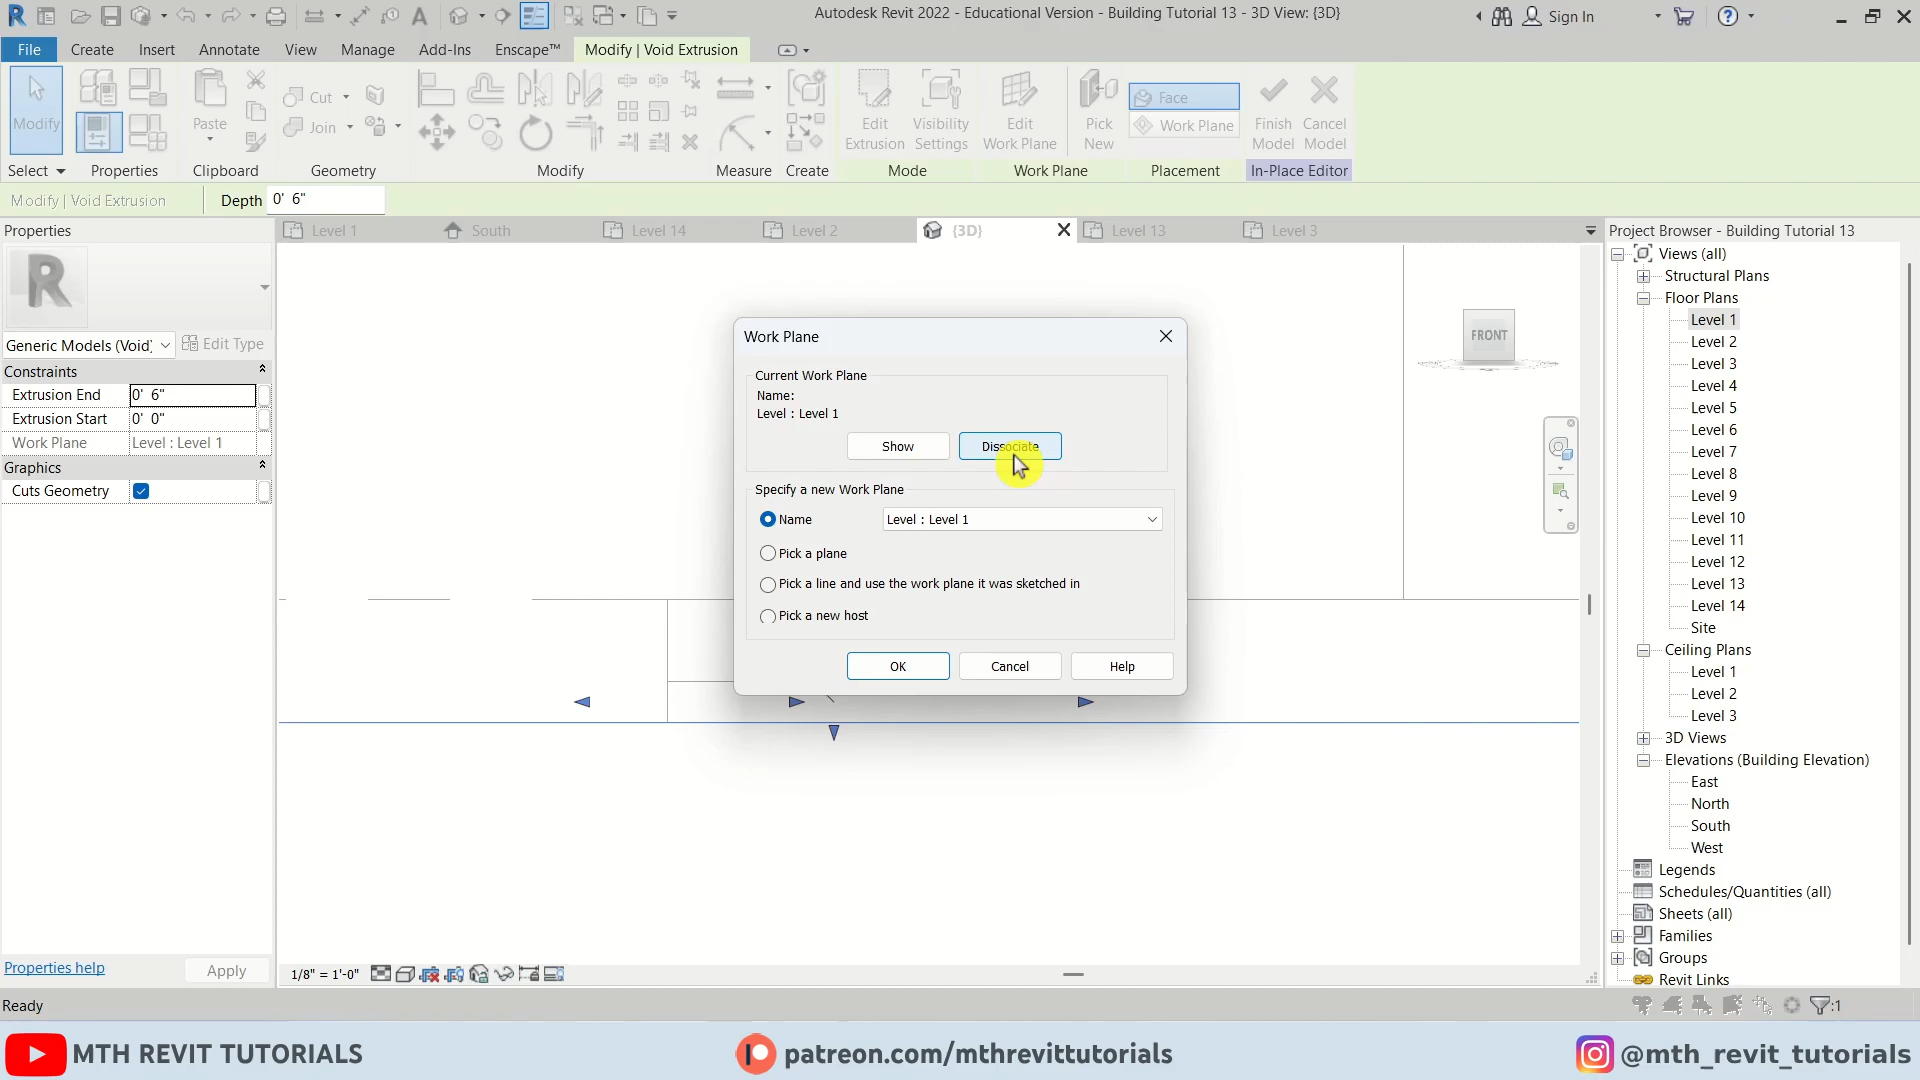 Autodesk Revit 2022 - Educational Version - Building Tutorial 13 - 3D View: {3D}
Sign In
File
Create
Insert
Annotate
View
Manage
Add-Ins
Enscape™
Modify | Void Extrusion
Modify
Paste
Cut
Join
Edit
Extrusion
Visibility
Settings
Edit
Work Plane
Pick
New
Face
Work Plane
Finish
Model
Cancel
Model
Select
Properties
Clipboard
Geometry
Modify
Measure
Create
Mode
Work Plane
Placement
In-Place Editor
Modify | Void Extrusion
Depth
0' 6"
Properties
Level 1
South
Level 14
Level 2
{3D}
Level 13
Level 3
Project Browser - Building Tutorial 13
R
Generic Models (Void)
Edit Type
Constraints
Extrusion End
0' 6"
Extrusion Start
0' 0"
Work Plane
Level : Level 1
Graphics
Cuts Geometry
Properties help
Apply
FRONT
Work Plane
Current Work Plane
Name:
Level : Level 1
Show
Dissociate
Specify a new Work Plane
Name
Level : Level 1
Pick a plane
Pick a line and use the work plane it was sketched in
Pick a new host
OK
Cancel
Help
Views (all)
Structural Plans
Floor Plans
Level 1
Level 2
Level 3
Level 4
Level 5
Level 6
Level 7
Level 8
Level 9
Level 10
Level 11
Level 12
Level 13
Level 14
Site
Ceiling Plans
Level 1
Level 2
Level 3
3D Views
Elevations (Building Elevation)
East
North
South
West
Legends
Schedules/Quantities (all)
Sheets (all)
Families
Groups
Revit Links
1/8" = 1'-0"
Ready
:1
MTH REVIT TUTORIALS
patreon.com/mthrevittutorials
@mth_revit_tutorials